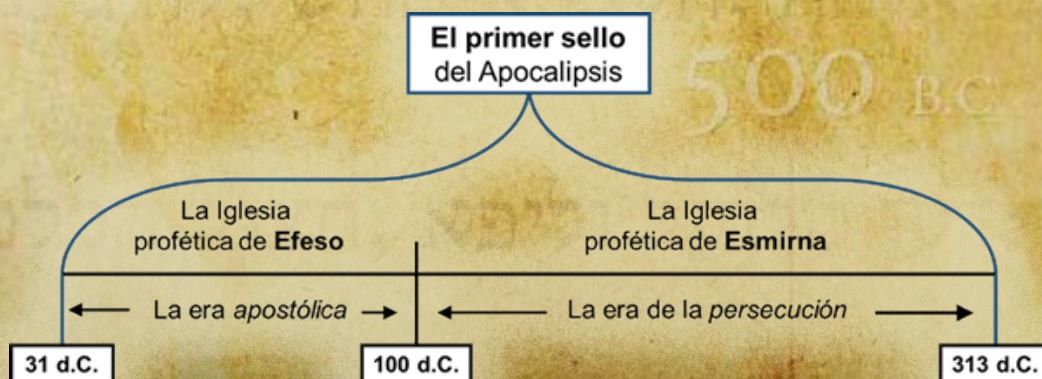 El primer sello
del Apocalipsis
500 B.C
La Iglesia
profética de Efeso
La Iglesia
profética de Esmirna
La era apostólica
La era de la persecución
31 d.C.
100 d.C.
313 d.C.